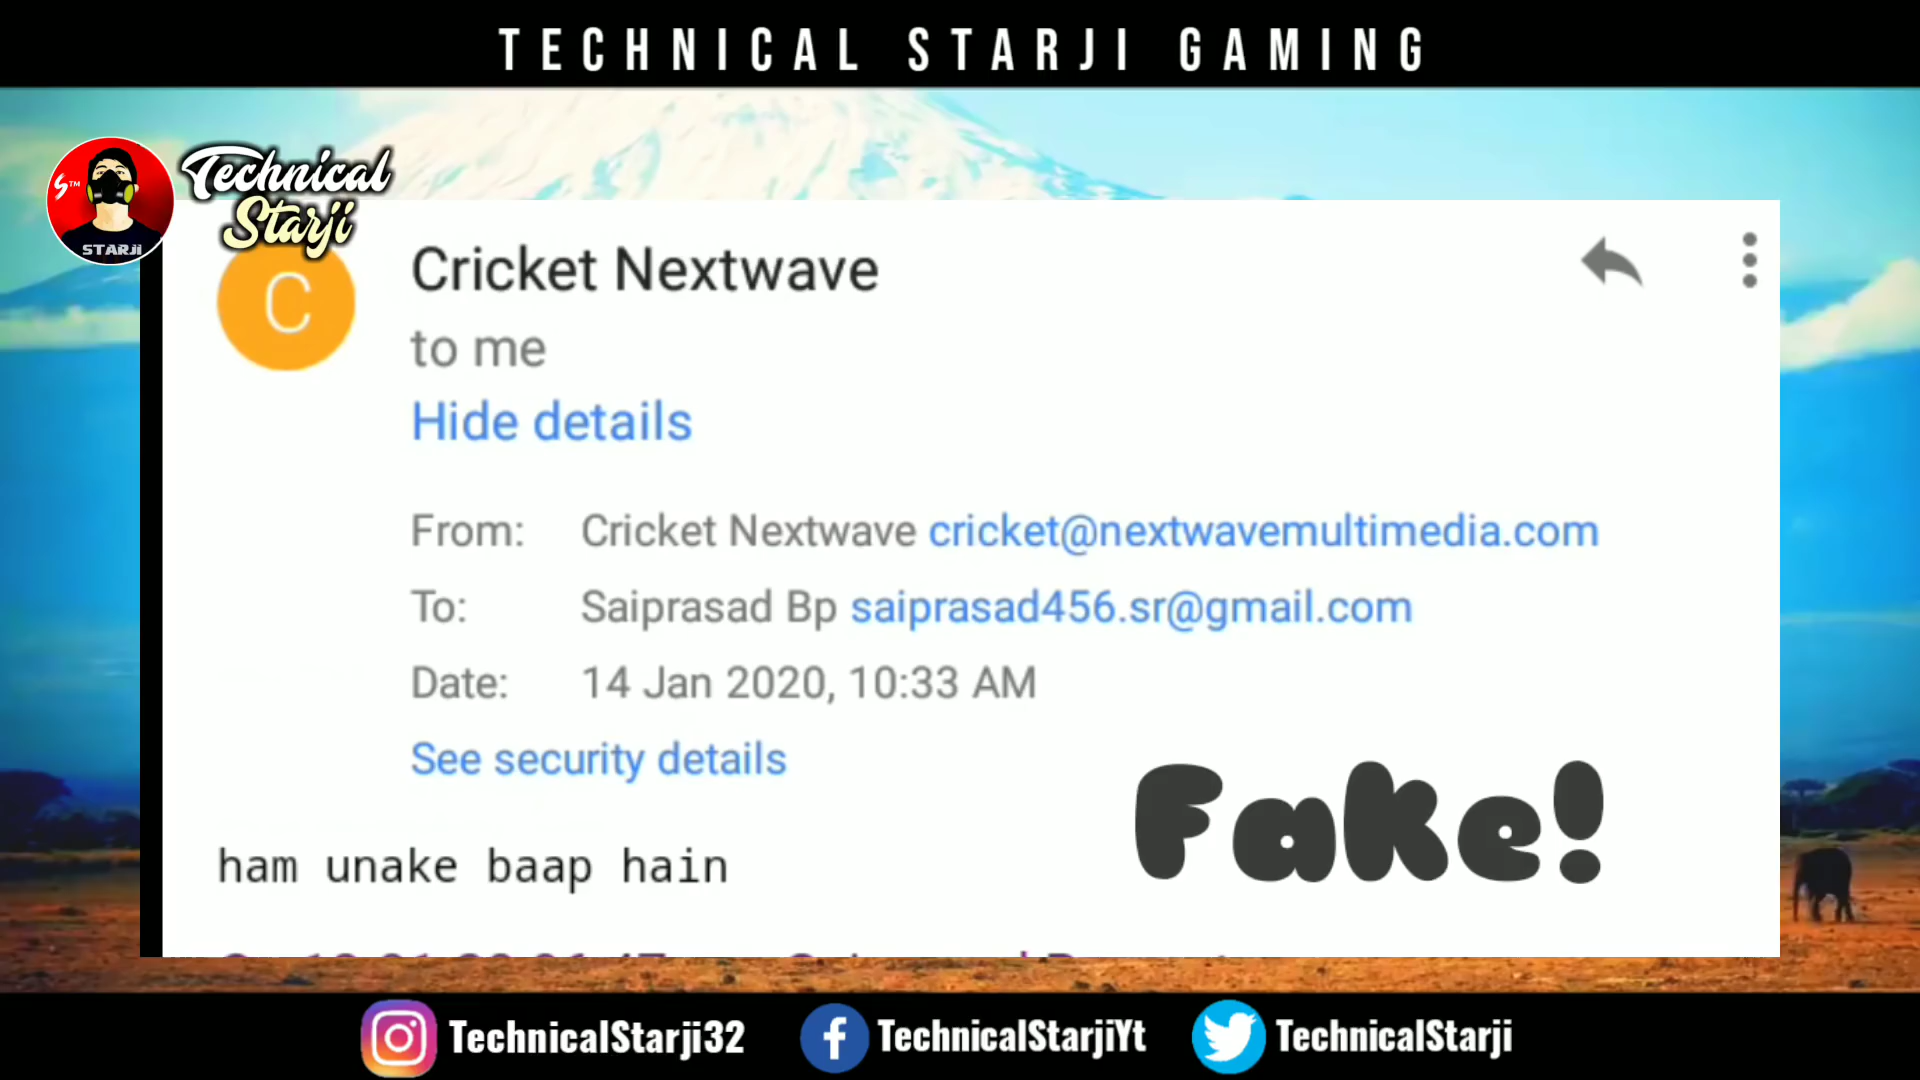 TECHNICAL STARJI GAMING
S™
STARJI
Technical
Starji
C
Cricket Nextwave
to me
Hide details
From: Cricket Nextwave cricket@nextwavemultimedia.com
To: Saiprasad Bp saiprasad456.sr@gmail.com
Date: 14 Jan 2020, 10:33 AM
See security details
Fake!
ham unake baap hain
TechnicalStarji32 TechnicalStarjiYt TechnicalStarji